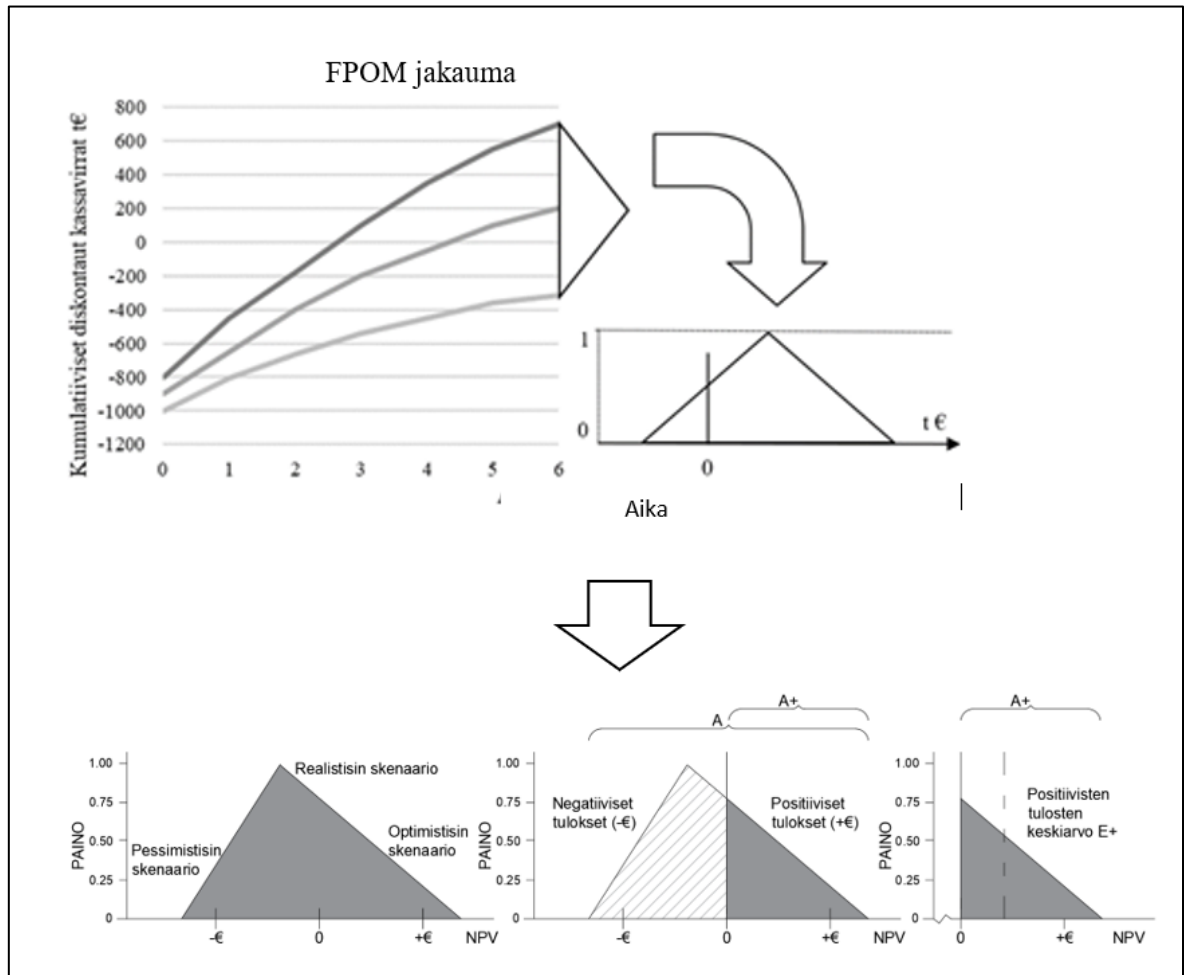 FPOM jakauma
Kumulatiiviset diskontaut kassavirrat t€
800
600
400
200
0
-200
-400
-600
-800
-1000
-1200
0 1 2 3 4 5 6
1
0
t €
0
Aika
A+
A
A+
PAINO
1.00
0.75
0.50
0.25
0
Realistisin skenaario
Pessimistisin
skenaario
Optimistisin
skenaario
-€ 0 +€ NPV
PAINO
1.00
0.75
0.50
0.25
0
Negatiiviset
tulokset (-€)
Positiiviset
tulokset (+€)
-€ 0 +€ NPV
PAINO
1.00
0.75
0.50
0.25
0
Positiivisten
tulosten
keskiarvo E+
0 +€ NPV